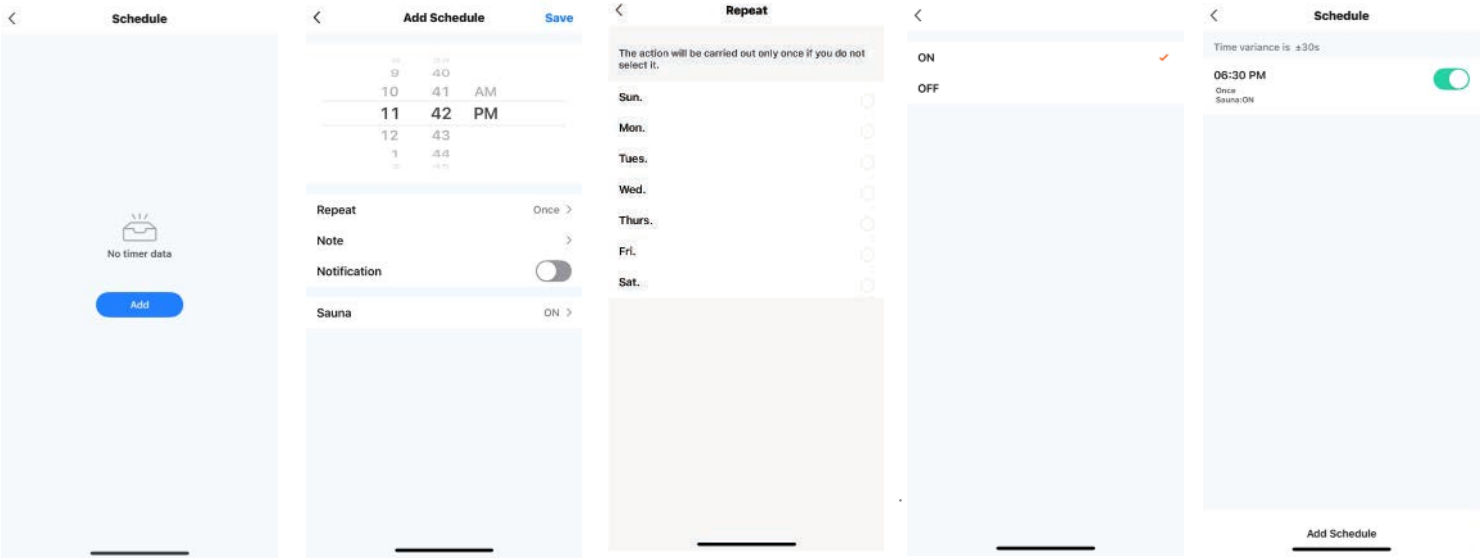 Schedule
No timer data
Add
Add Schedule
Save
9 40
10 41 AM
11 42 PM
12 43
1 44
Repeat
Once
Note
Notification
Sauna
ON
Repeat
The action will be carried out only once if you do not
select it.
Sun.
Mon.
Tues.
Wed.
Thurs.
Fri.
Sat.
ON
OFF
Schedule
Time variance is ±30s
06:30 PM
Once
Sauna:ON
Add Schedule